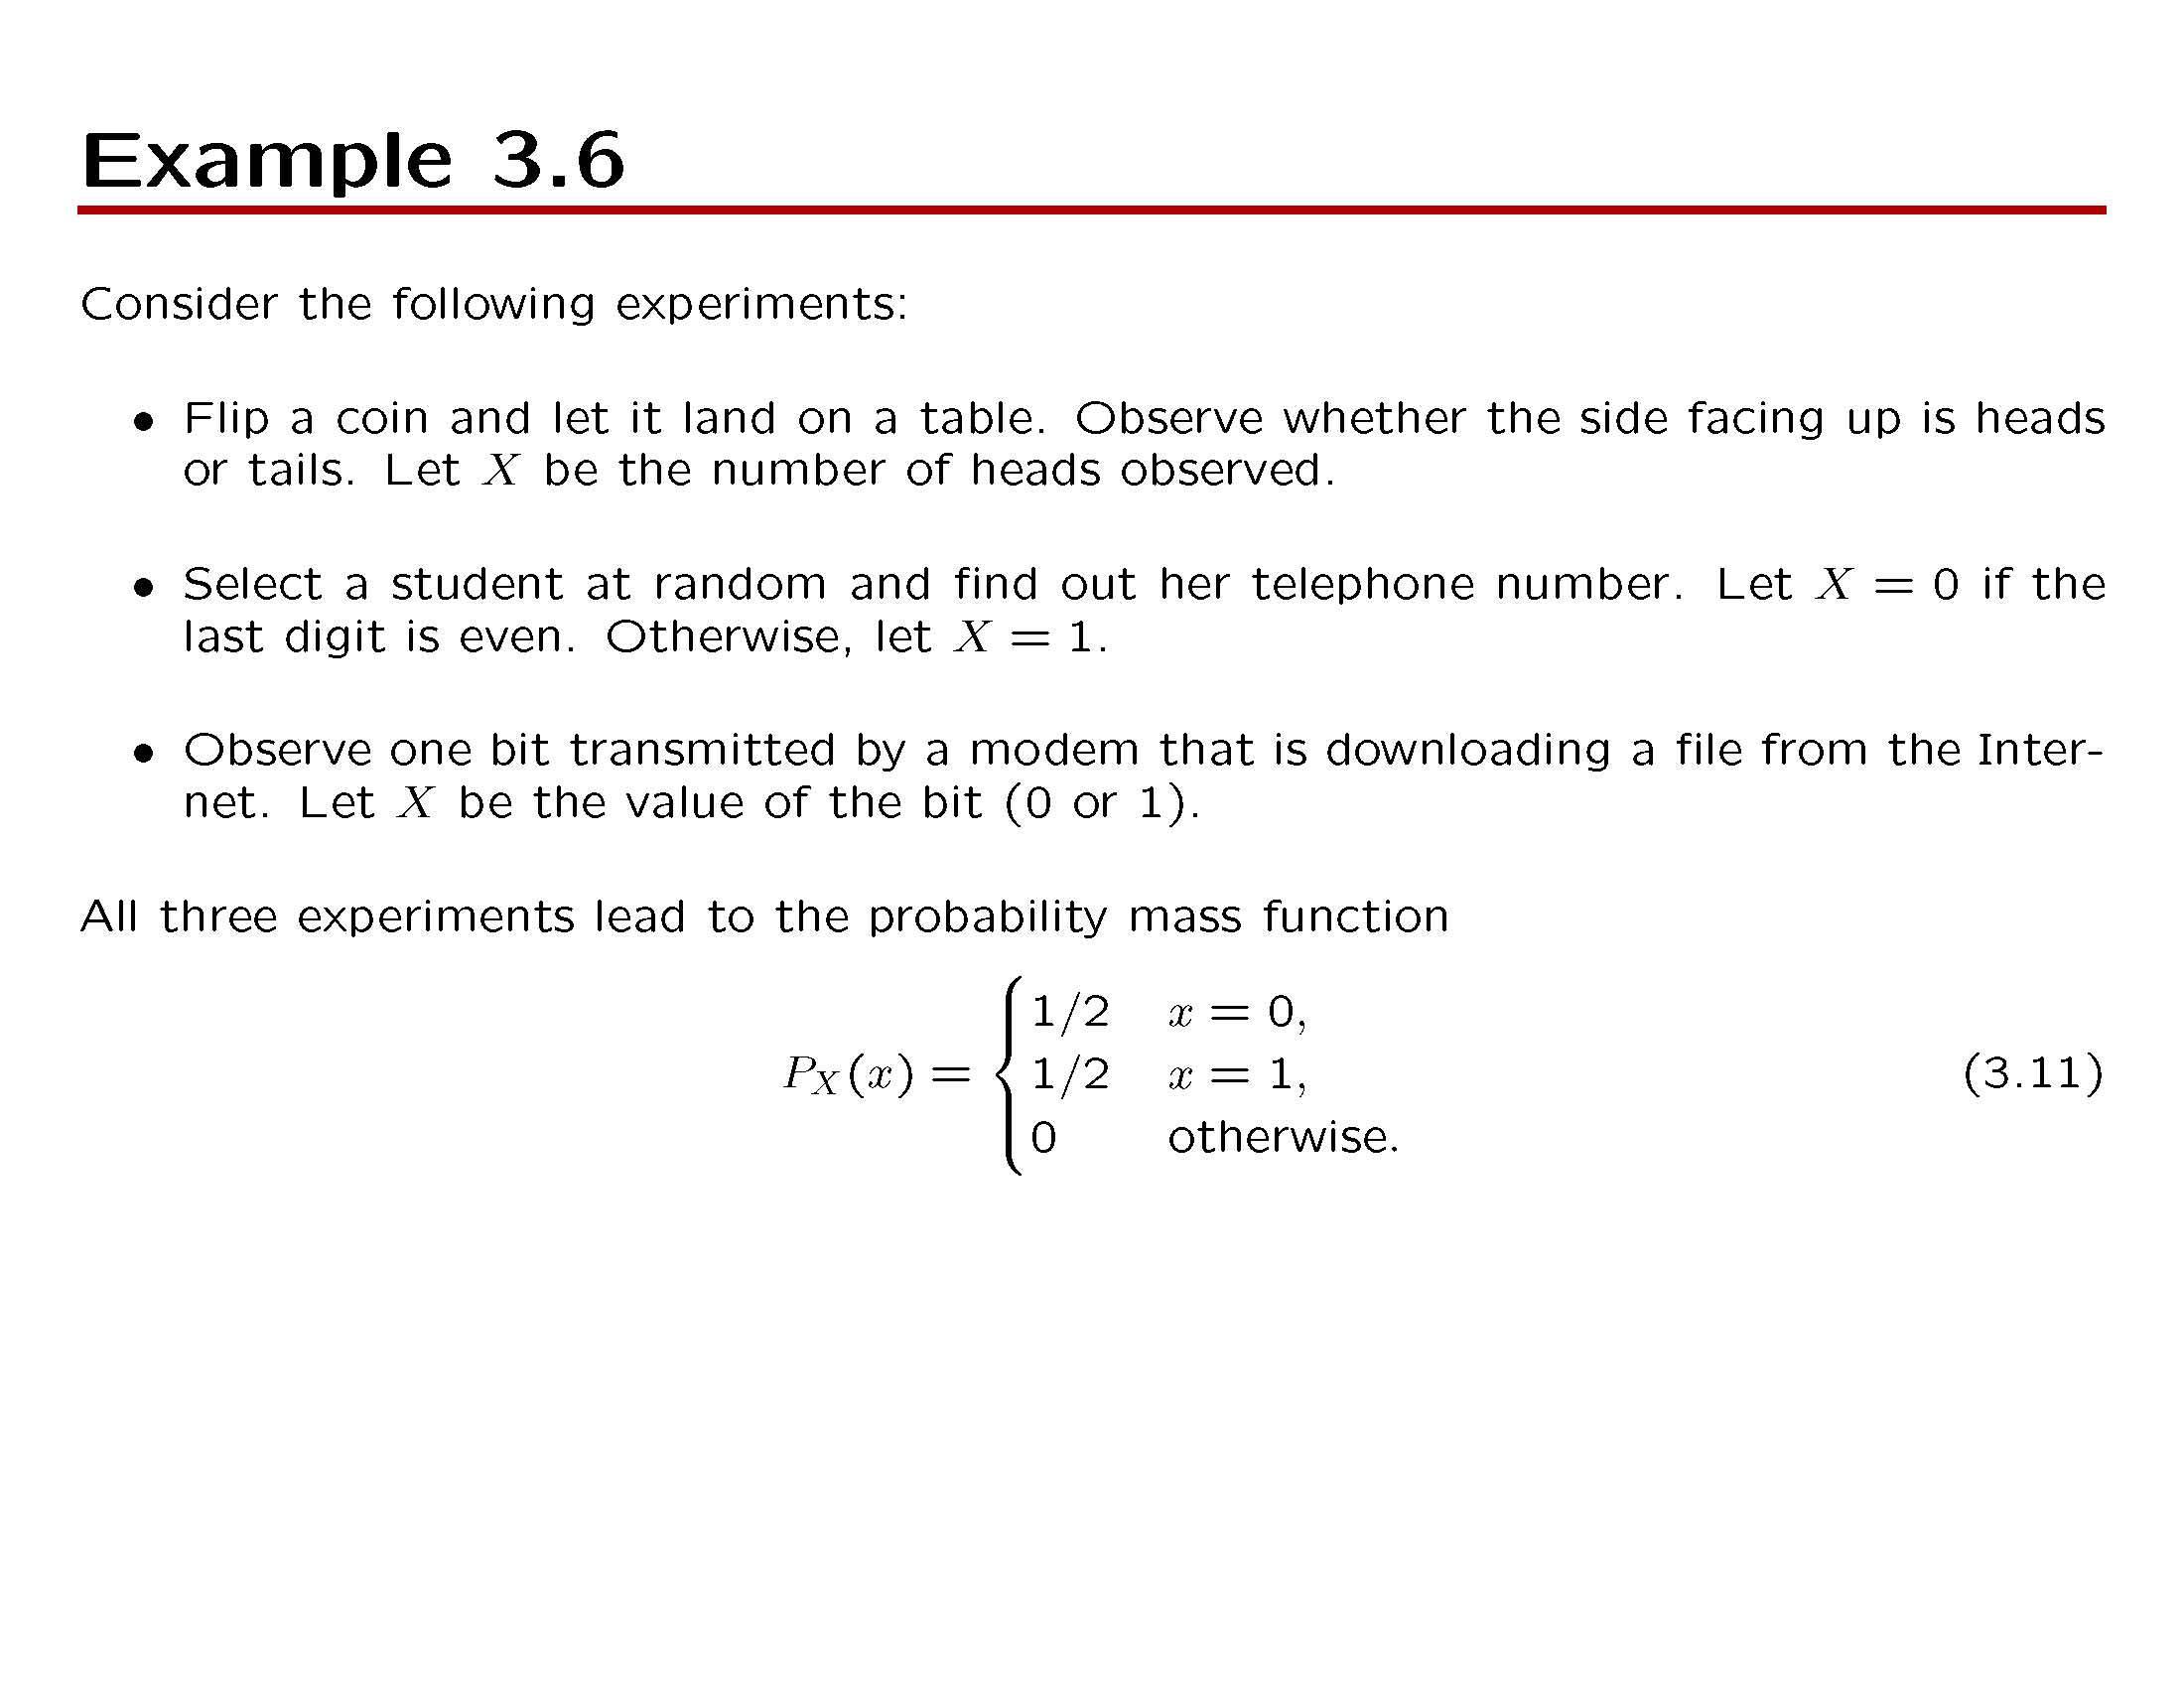 Example 3.6
Consider the following experiments:
• Flip a coin and let it land on a table. Observe whether the side facing up is heads
or tails. Let X be the number of heads observed.
• Select a student at random and find out her telephone number. Let X = 0 if the
last digit is even. Otherwise, let X = 1.
• Observe one bit transmitted by a modem that is downloading a file from the Inter-
net. Let X be the value of the bit (0 or 1).
All three experiments lead to the probability mass function
1/2 x = 0,
P_X(x) = { 1/2 x = 1, (3.11)
0 otherwise.